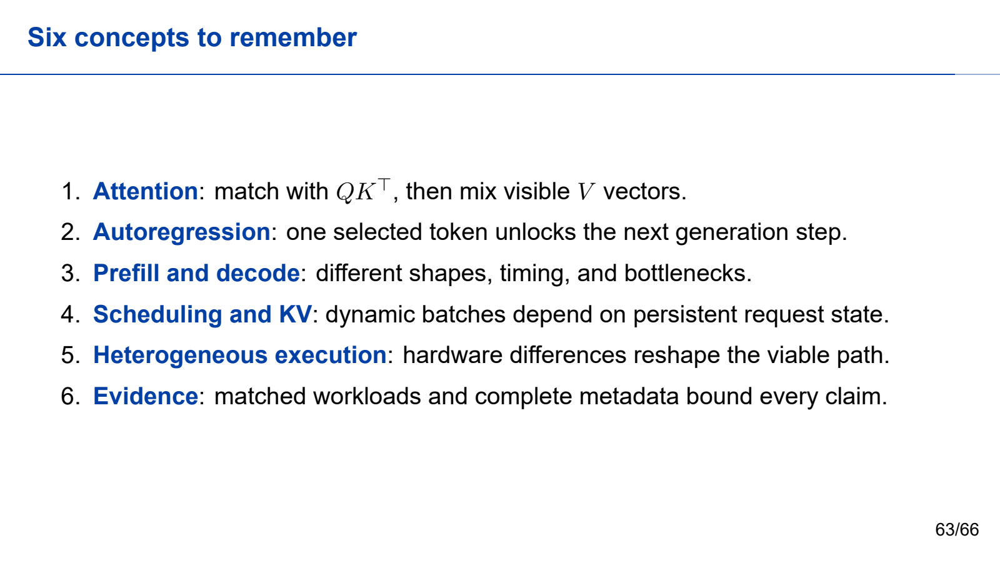 Six concepts to remember
1. Attention: match with $QK^\top$, then mix visible $V$ vectors.
2. Autoregression: one selected token unlocks the next generation step.
3. Prefill and decode: different shapes, timing, and bottlenecks.
4. Scheduling and KV: dynamic batches depend on persistent request state.
5. Heterogeneous execution: hardware differences reshape the viable path.
6. Evidence: matched workloads and complete metadata bound every claim.
63/66